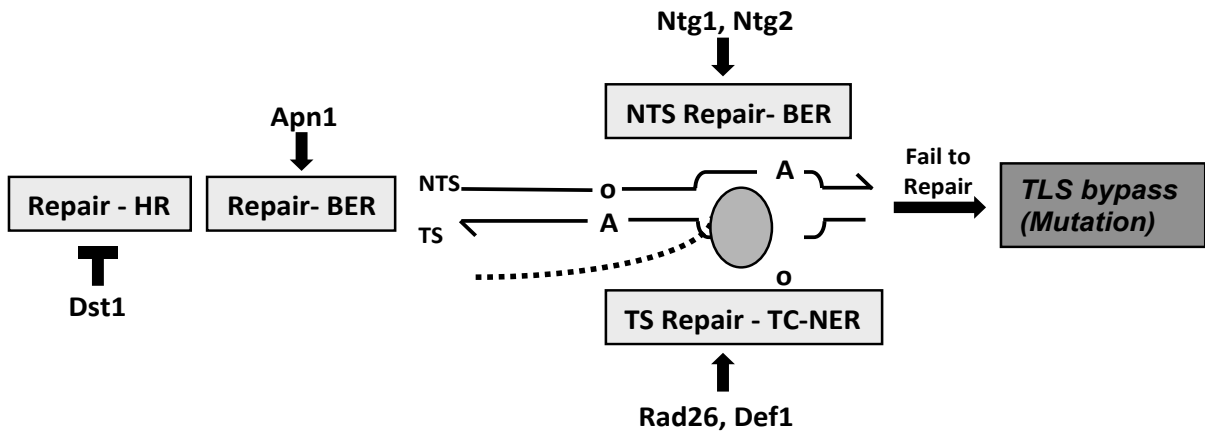 Ntg1, Ntg2
NTS Repair- BER
Apn1
Repair - HR
Repair- BER
NTS
o
A
TS
A
o
Fail to
Repair
TLS bypass
(Mutation)
Dst1
TS Repair - TC-NER
Rad26, Def1